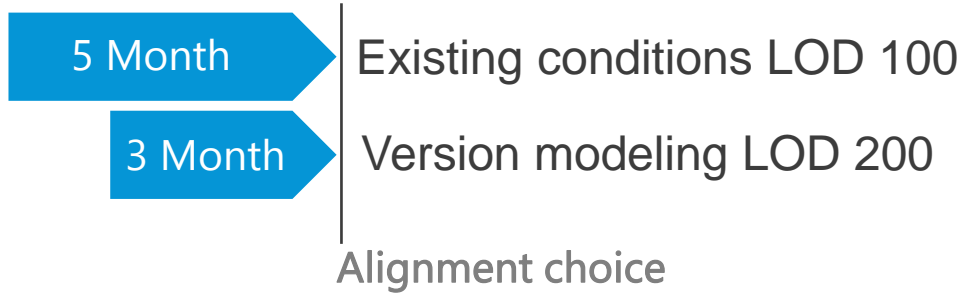 5 Month Existing conditions LOD 100
3 Month Version modeling LOD 200
Alignment choice